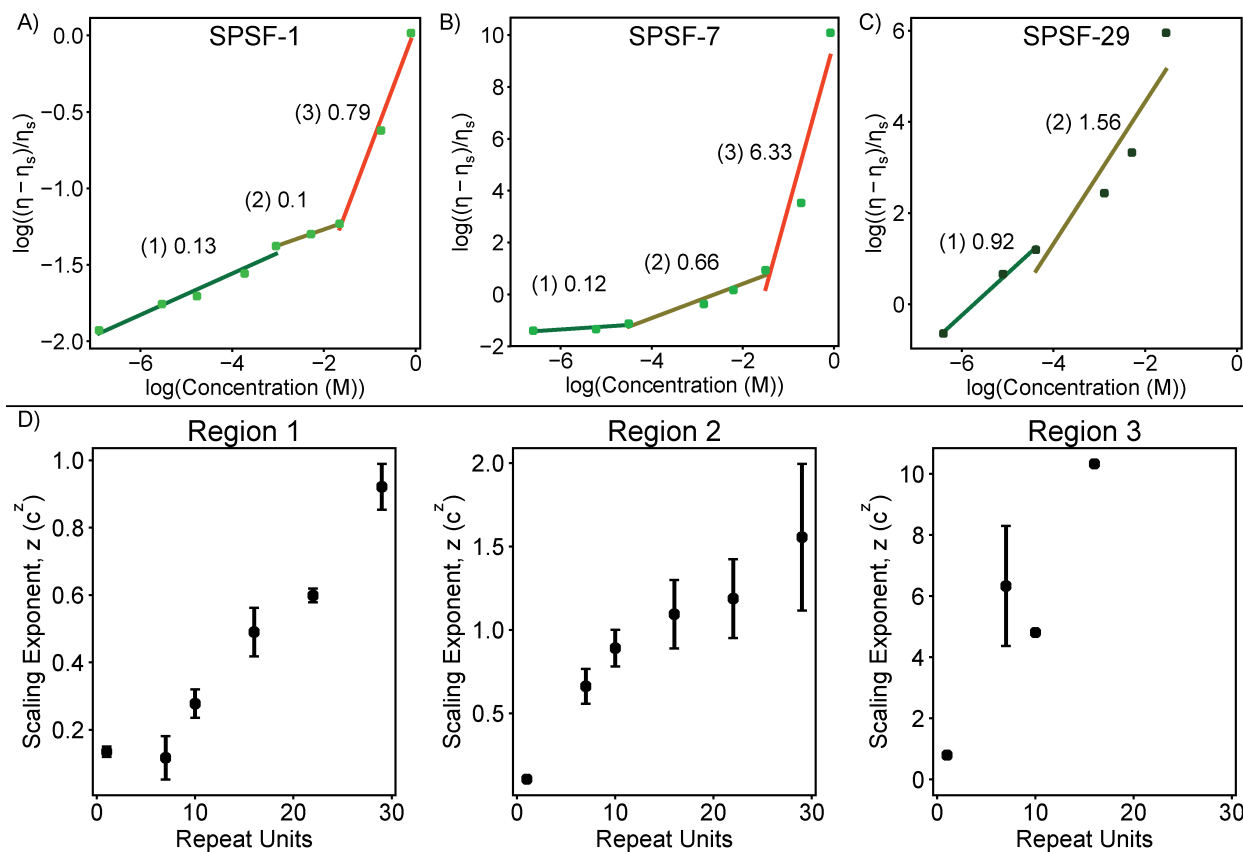 A)
SPSF-1
0.0
−0.5
−1.0
−1.5
−2.0
log((η − ηₛ)/ηₛ)
(1) 0.13
(2) 0.1
(3) 0.79
−6
−4
−2
0
log(Concentration (M))
B)
SPSF-7
10
8
6
4
2
0
−2
log((η − ηₛ)/ηₛ)
(1) 0.12
(2) 0.66
(3) 6.33
−6
−4
−2
0
log(Concentration (M))
C)
SPSF-29
6
4
2
0
log((η − ηₛ)/ηₛ)
(1) 0.92
(2) 1.56
−6
−4
−2
0
log(Concentration (M))
D)
Region 1
1.0
0.8
0.6
0.4
0.2
Scaling Exponent, z (cᶻ)
0
10
20
30
Repeat Units
Region 2
2.0
1.5
1.0
0.5
Scaling Exponent, z (cᶻ)
0
10
20
30
Repeat Units
Region 3
10
8
6
4
2
0
Scaling Exponent, z (cᶻ)
0
10
20
30
Repeat Units